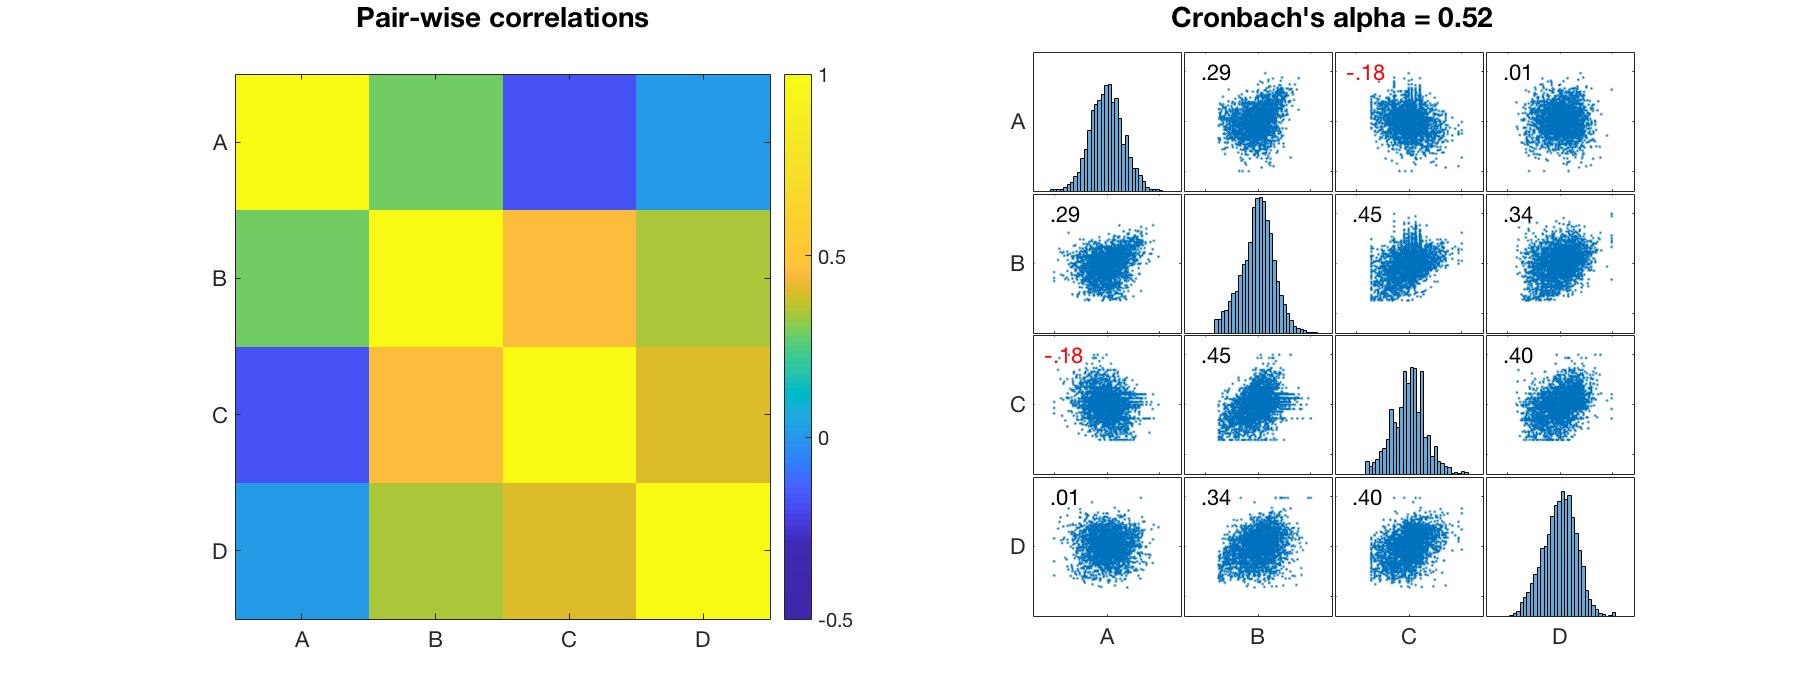 Pair-wise correlations
A
B
C
D
A B C D
1
0.5
0
-0.5
Cronbach's alpha = 0.52
A .29 -.18 .01
B .29 .45 .34
C -.18 .45 .40
D .01 .34 .40
A B C D